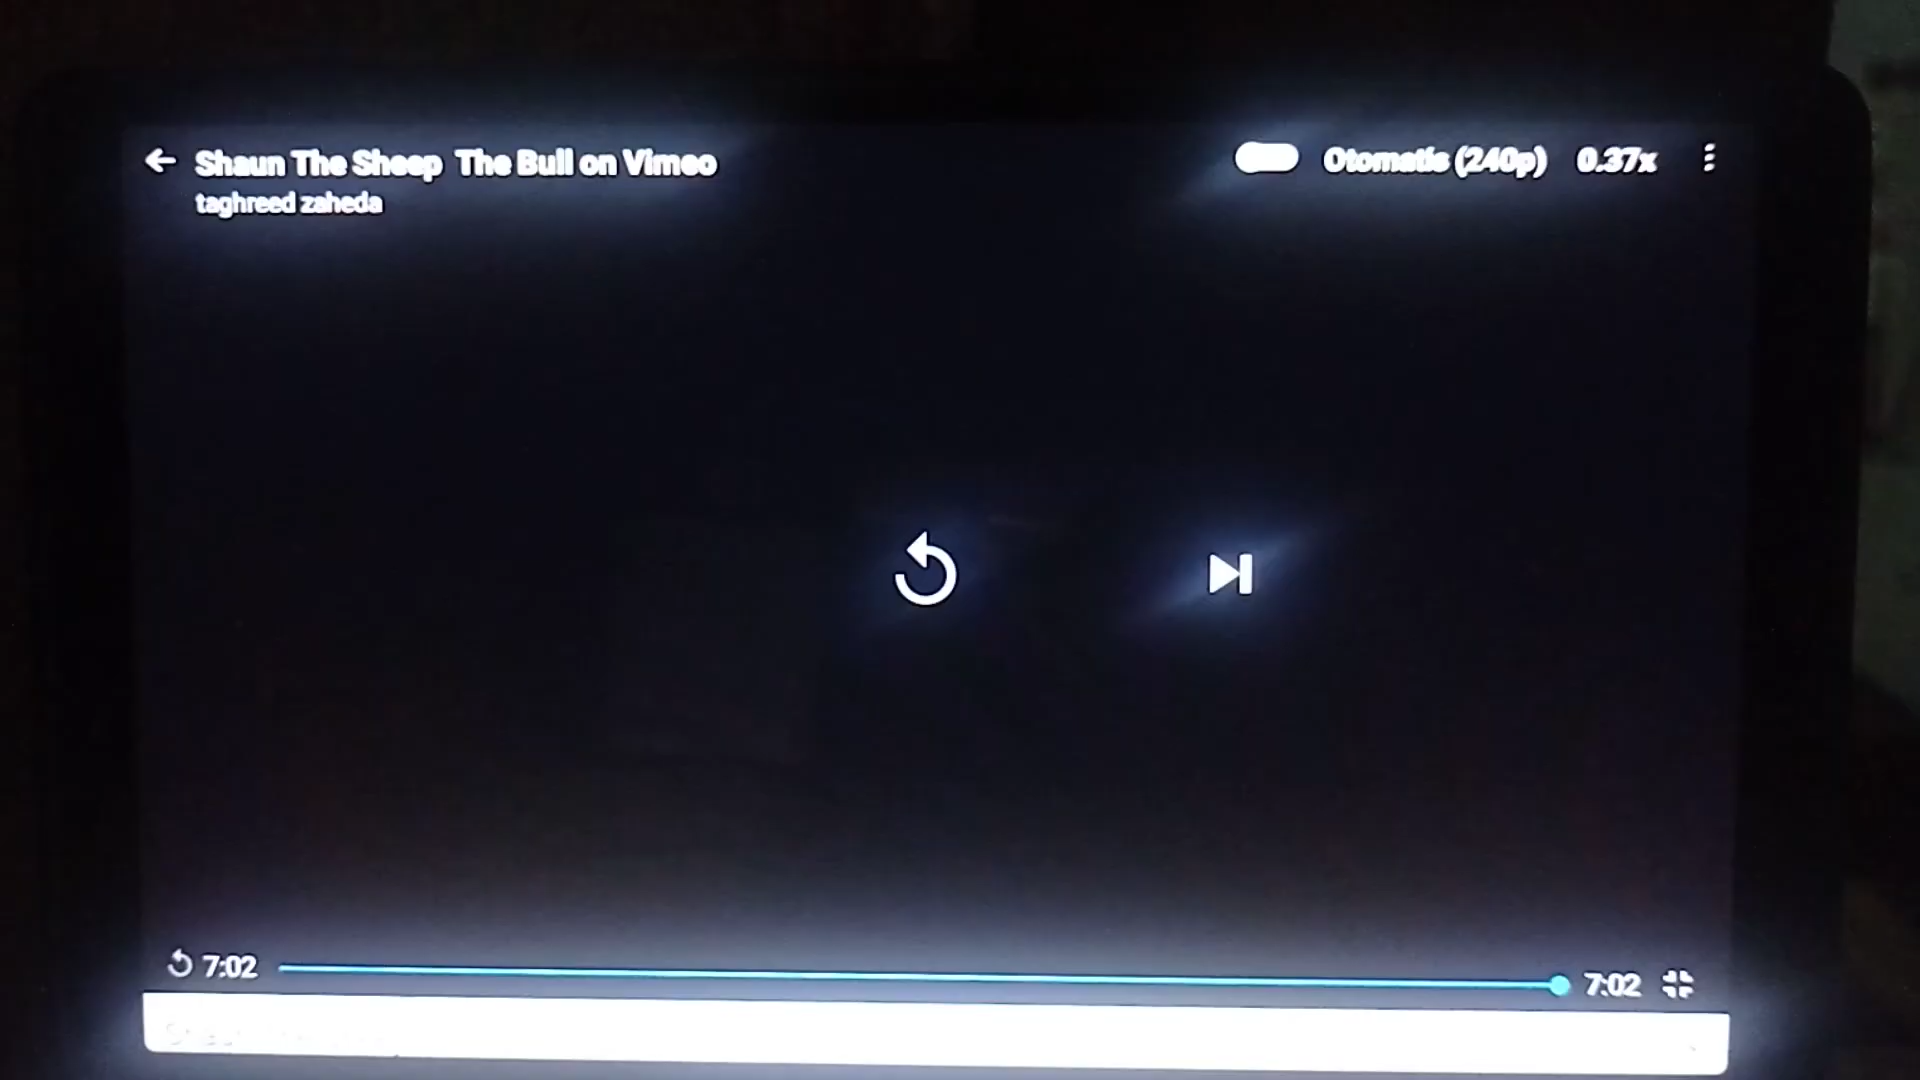 Shaun The Sheep The Bull on Vimeo
taghreed zaheda
Otomatis (240p) 0.37x
7:02
7:02